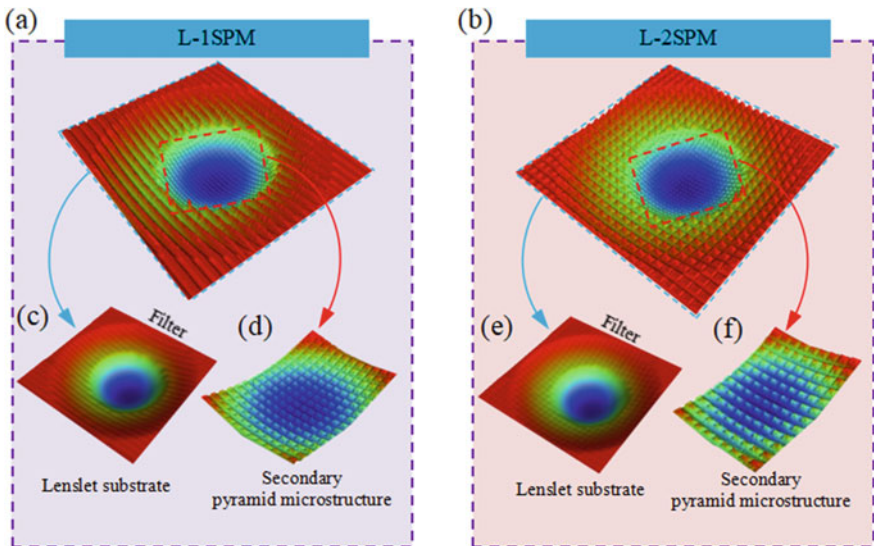 (a)
L-1SPM
(c)
Filter
(d)
Lenslet substrate
Secondary
pyramid microstructure
(b)
L-2SPM
(e)
Filter
(f)
Lenslet substrate
Secondary
pyramid microstructure